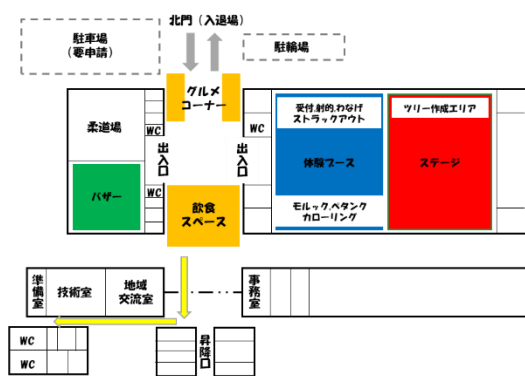 北門（入退場）
駐車場
（要申請）
駐輪場
グルメ
コーナー
柔道場
WC
出入口
出入口
WC
受付,射的,わなげ
ストラックアウト
ツリー作成エリア
体験ブース
ステージ
バザー
WC
飲食
スペース
モルック,ペタンク
カローリング
準備室
技術室
地域
交流室
事務室
WC
WC
昇降口